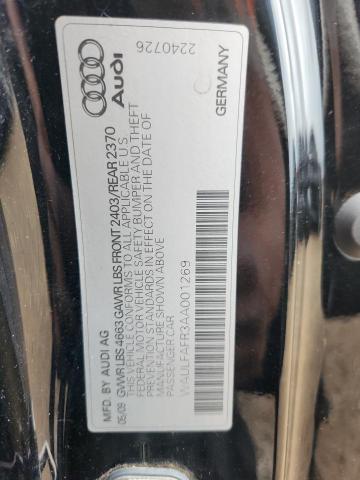 Audi
2240726
GERMANY
MFD. BY AUDI AG
05/09 GVWR LBS 4663 GAWR LBS FRONT 2403/REAR 2370
THIS VEHICLE CONFORMS TO ALL APPLICABLE U S
FEDERAL MOTOR VEHICLE SAFETY BUMPER AND THEFT
PREVENTION STANDARDS IN EFFECT ON THE DATE OF
MANUFACTURE SHOWN ABOVE
PASSENGER CAR
WAULFAFR3AA001269